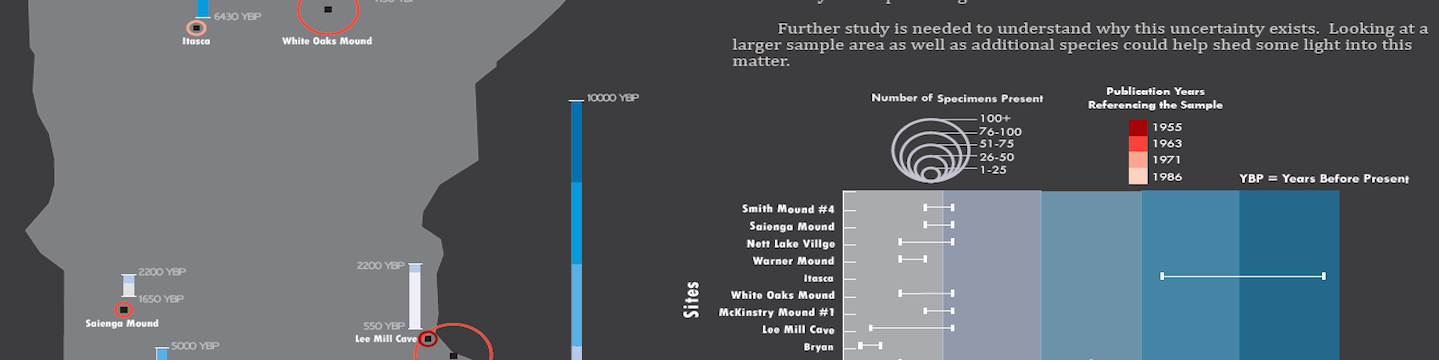 6430 YBP
Itasca
White Oaks Mound
10000 YBP
2200 YBP
1650 YBP
Saienga Mound
5000 YBP
2200 YBP
550 YBP
Lee Mill Cave
Further study is needed to understand why this uncertainty exists. Looking at a
larger sample area as well as additional species could help shed some light into this
matter.
Number of Specimens Present
100+
76-100
51-75
26-50
1-25
Publication Years
Referencing the Sample
1955
1963
1971
1986
YBP = Years Before Present
Sites
Smith Mound #4
Saienga Mound
Nett Lake Villge
Warner Mound
Itasca
White Oaks Mound
McKinstry Mound #1
Lee Mill Cave
Bryan